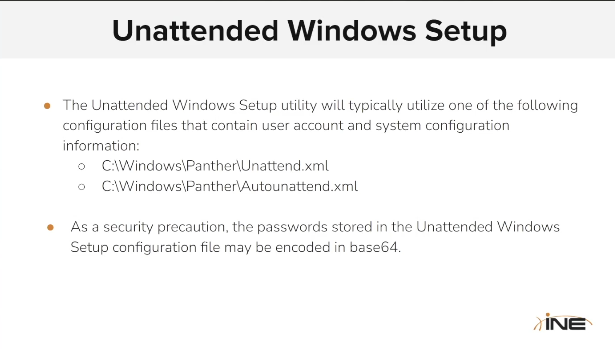 Unattended Windows Setup
● The Unattended Windows Setup utility will typically utilize one of the following
configuration files that contain user account and system configuration
information:
○ C:\Windows\Panther\Unattend.xml
○ C:\Windows\Panther\Autounattend.xml
● As a security precaution, the passwords stored in the Unattended Windows
Setup configuration file may be encoded in base64.
INE